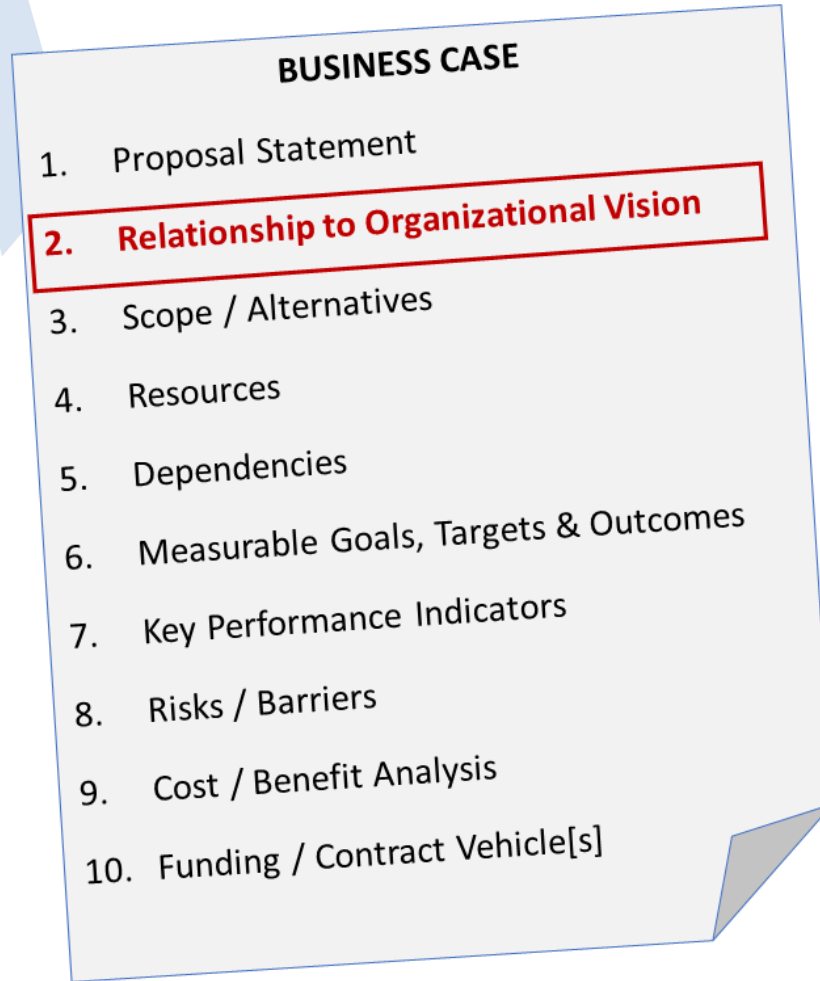 BUSINESS CASE
1. Proposal Statement
2. Relationship to Organizational Vision
3. Scope / Alternatives
4. Resources
5. Dependencies
6. Measurable Goals, Targets & Outcomes
7. Key Performance Indicators
8. Risks / Barriers
9. Cost / Benefit Analysis
10. Funding / Contract Vehicle[s]